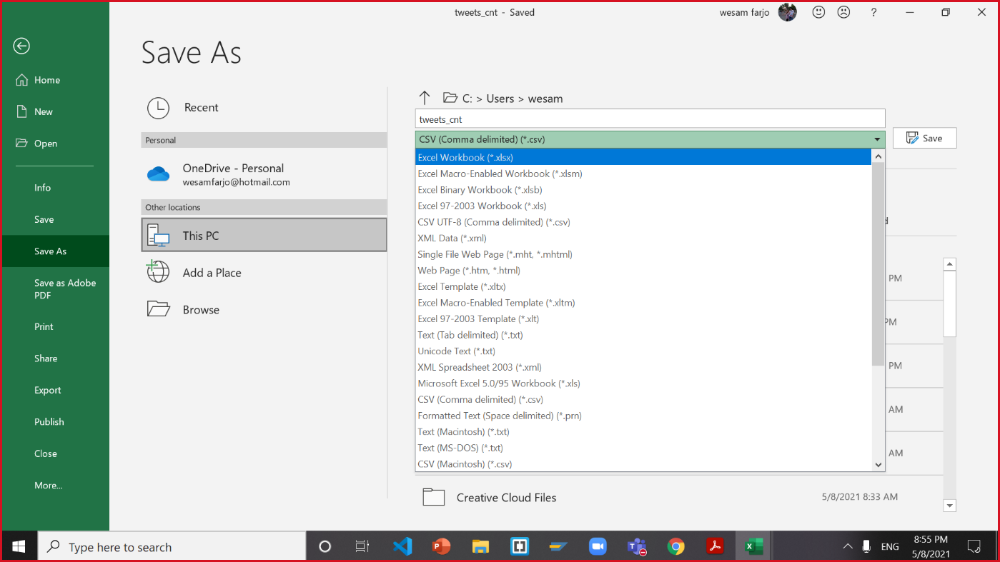 tweets_cnt - Saved
wesam farjo
?
Save As
Home
New
Open
Info
Save
Save As
Save as Adobe
PDF
Print
Share
Export
Publish
Close
More...
Recent
Personal
OneDrive - Personal
wesamfarjo@hotmail.com
Other locations
This PC
Add a Place
Browse
C: > Users > wesam
tweets_cnt
CSV (Comma delimited) (*.csv)
Save
Excel Workbook (*.xlsx)
Excel Macro-Enabled Workbook (*.xlsm)
Excel Binary Workbook (*.xlsb)
Excel 97-2003 Workbook (*.xls)
CSV UTF-8 (Comma delimited) (*.csv)
XML Data (*.xml)
Single File Web Page (*.mht, *.mhtml)
Web Page (*.htm, *.html)
Excel Template (*.xltx)
Excel Macro-Enabled Template (*.xltm)
Excel 97-2003 Template (*.xlt)
Text (Tab delimited) (*.txt)
Unicode Text (*.txt)
XML Spreadsheet 2003 (*.xml)
Microsoft Excel 5.0/95 Workbook (*.xls)
CSV (Comma delimited) (*.csv)
Formatted Text (Space delimited) (*.prn)
Text (Macintosh) (*.txt)
Text (MS-DOS) (*.txt)
CSV (Macintosh) (*.csv)
PM
PM
PM
AM
AM
Creative Cloud Files
5/8/2021 8:33 AM
Type here to search
ENG
8:55 PM
5/8/2021